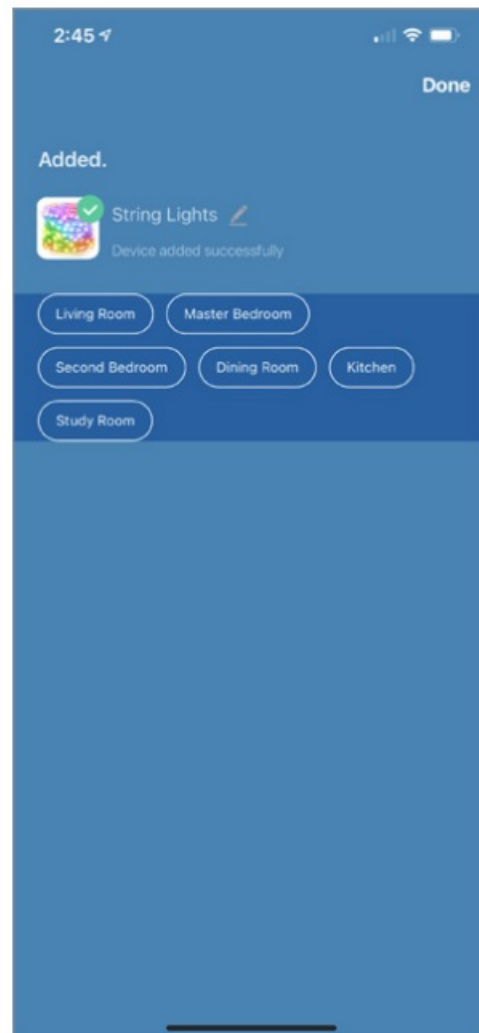 2:45
Done
Added.
String Lights
Device added successfully
Living Room Master Bedroom
Second Bedroom Dining Room Kitchen
Study Room